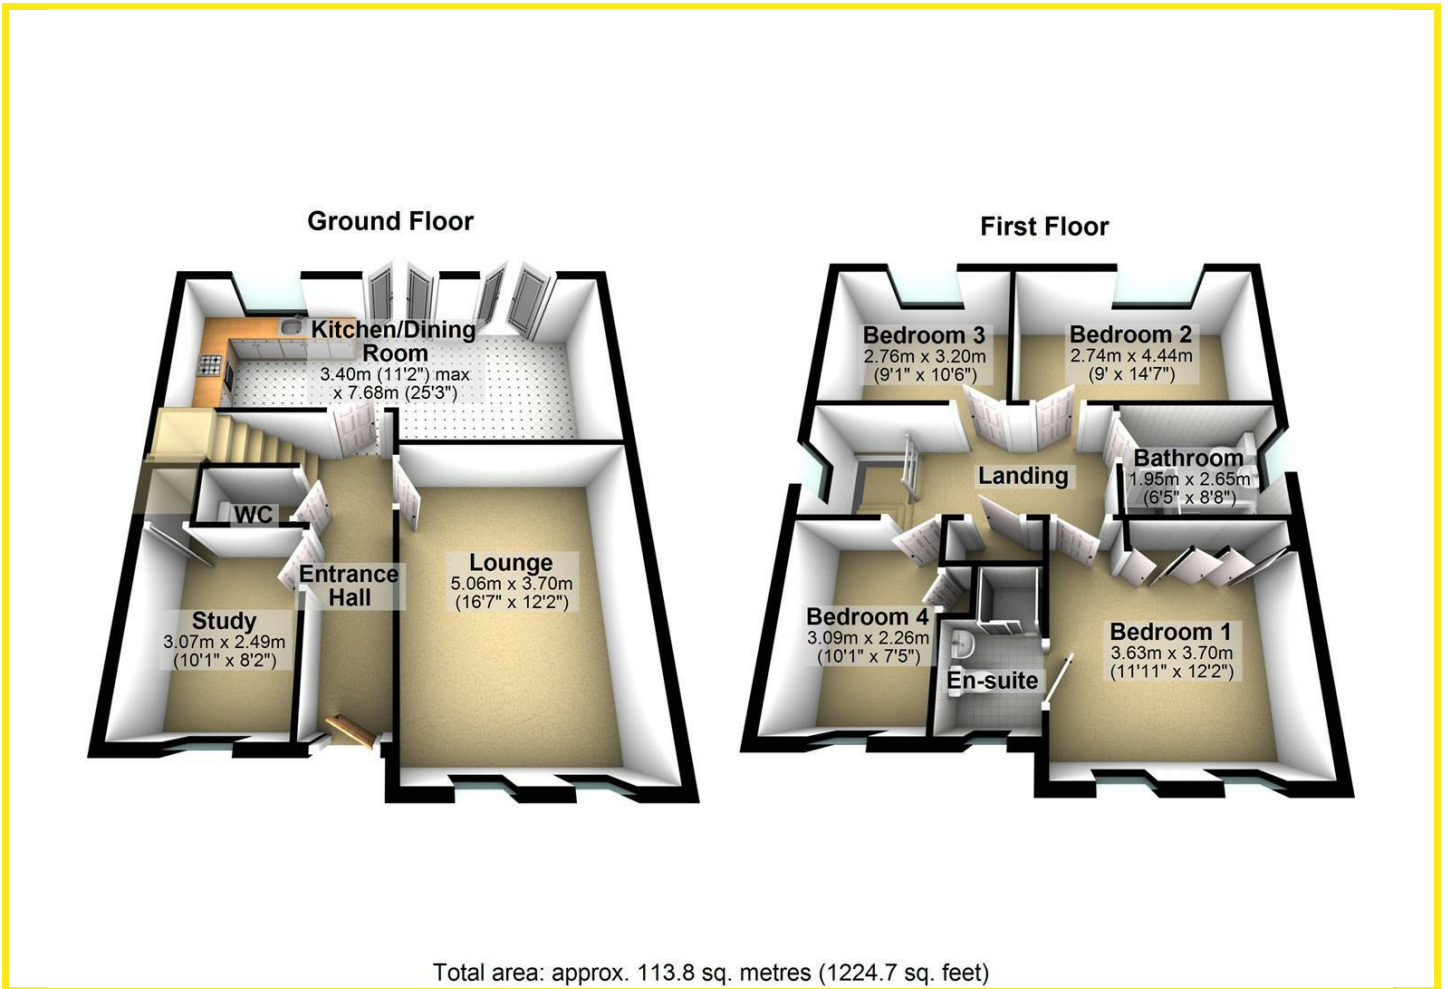 Ground Floor
Kitchen/Dining
Room
3.40m (11'2") max
x 7.68m (25'3")
WC
Lounge
5.06m x 3.70m
(16'7" x 12'2")
Entrance
Hall
Study
3.07m x 2.49m
(10'1" x 8'2")
First Floor
Bedroom 3
2.76m x 3.20m
(9'1" x 10'6")
Bedroom 2
2.74m x 4.44m
(9' x 14'7")
Landing
Bathroom
1.95m x 2.65m
(6'5" x 8'8")
Bedroom 4
3.09m x 2.26m
(10'1" x 7'5")
En-suite
Bedroom 1
3.63m x 3.70m
(11'11" x 12'2")
Total area: approx. 113.8 sq. metres (1224.7 sq. feet)